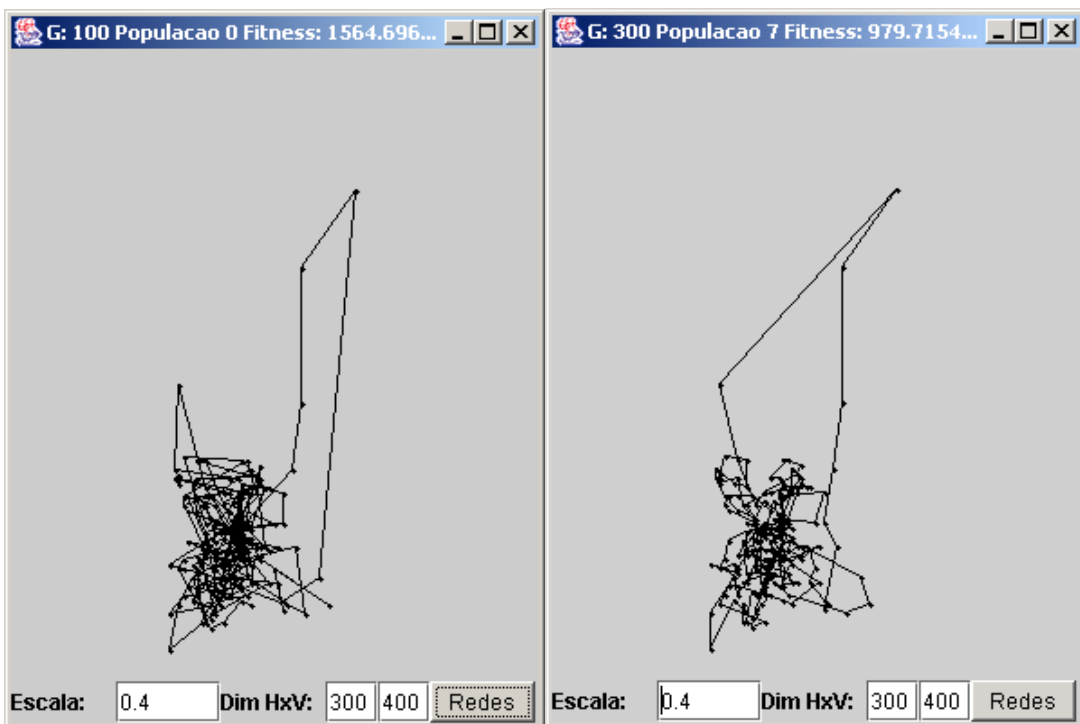 G: 100 Populacao 0 Fitness: 1564.696...
Escala: 0.4 Dim HxV: 300 400 Redes
G: 300 Populacao 7 Fitness: 979.7154...
Escala: 0.4 Dim HxV: 300 400 Redes